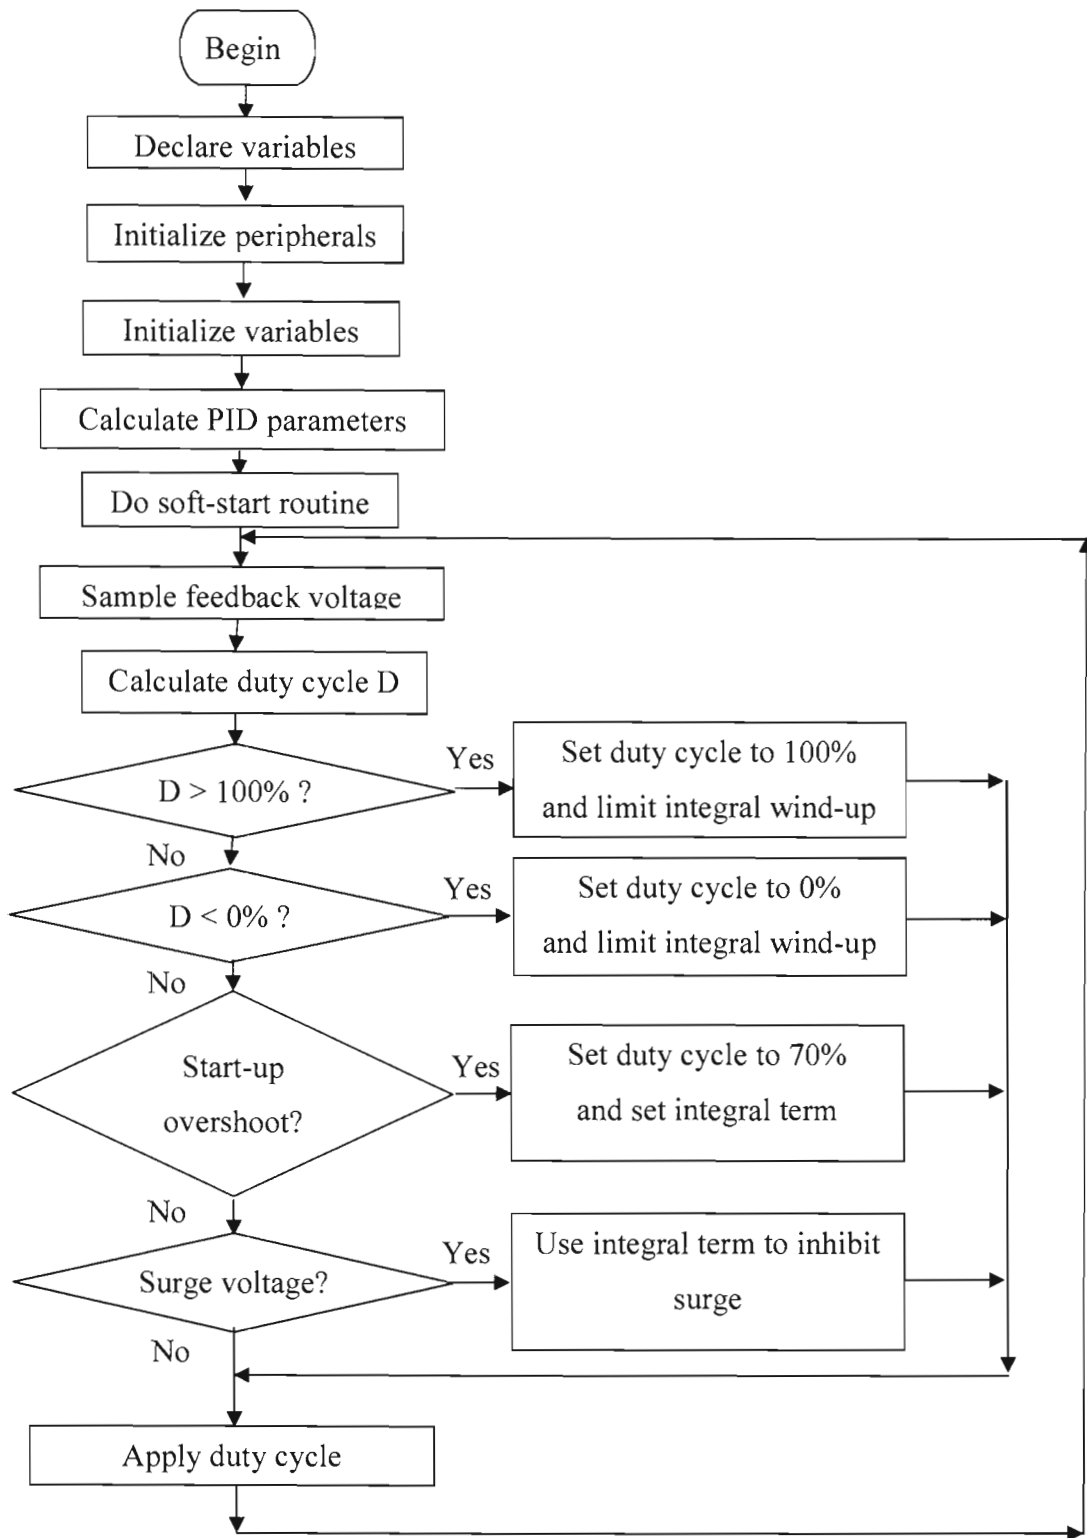 Begin
Declare variables
Initialize peripherals
Initialize variables
Calculate PID parameters
Do soft-start routine
Sample feedback voltage
Calculate duty cycle D
D > 100% ?
Yes
Set duty cycle to 100%
and limit integral wind-up
No
D < 0% ?
Yes
Set duty cycle to 0%
and limit integral wind-up
No
Start-up
overshoot?
Yes
Set duty cycle to 70%
and set integral term
No
Surge voltage?
Yes
Use integral term to inhibit
surge
No
Apply duty cycle